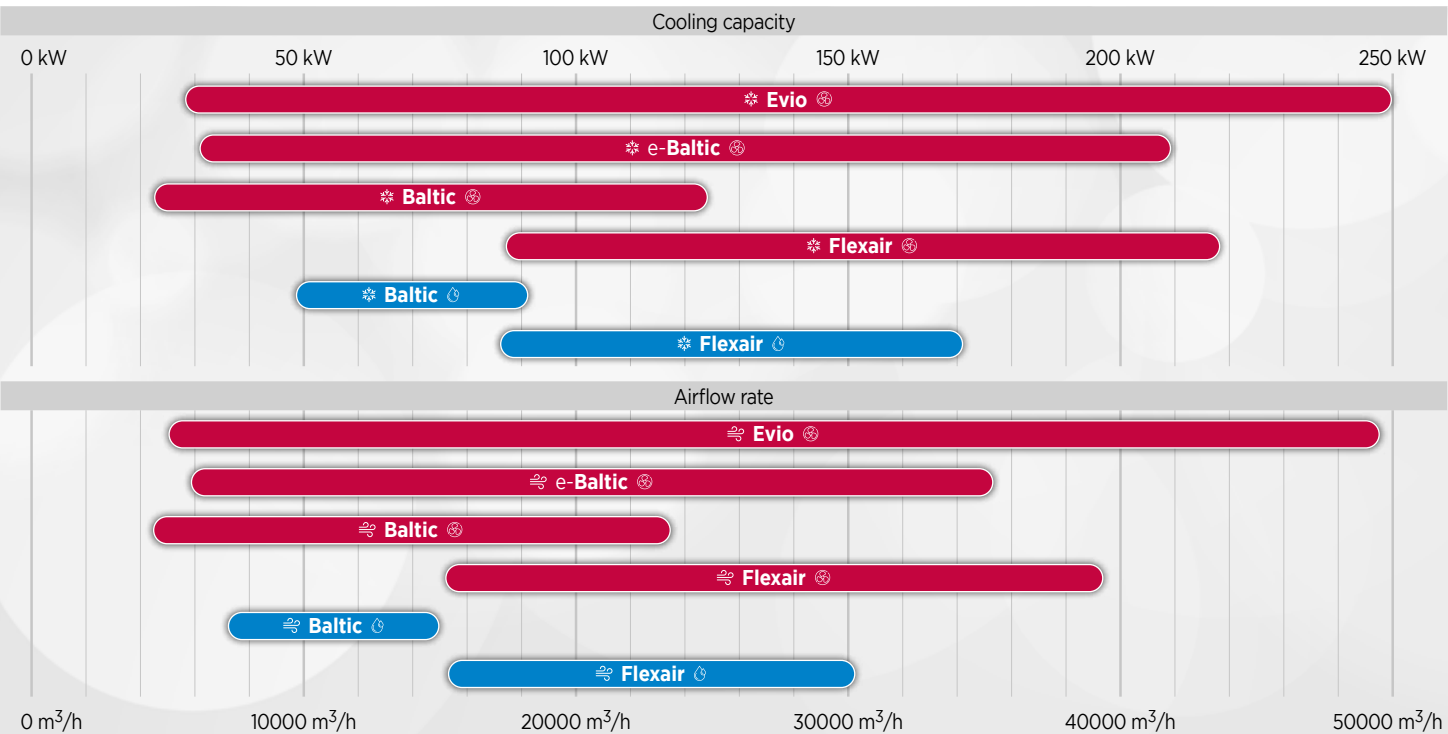 Cooling capacity
0 kW 50 kW 100 kW 150 kW 200 kW 250 kW
Evio
e-Baltic
Baltic
Flexair
Baltic
Flexair
Airflow rate
Evio
e-Baltic
Baltic
Flexair
Baltic
Flexair
0 m³/h 10000 m³/h 20000 m³/h 30000 m³/h 40000 m³/h 50000 m³/h